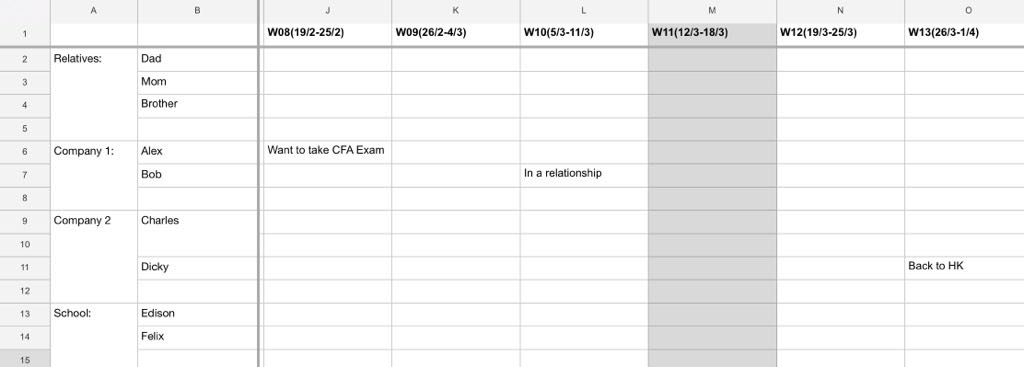 A B J K L M N O
1 W08(19/2-25/2) W09(26/2-4/3) W10(5/3-11/3) W11(12/3-18/3) W12(19/3-25/3) W13(26/3-1/4)
2 Relatives: Dad
3 Mom
4 Brother
5
6 Company 1: Alex Want to take CFA Exam
7 Bob In a relationship
8
9 Company 2 Charles
10
11 Dicky Back to HK
12
13 School: Edison
14 Felix
15